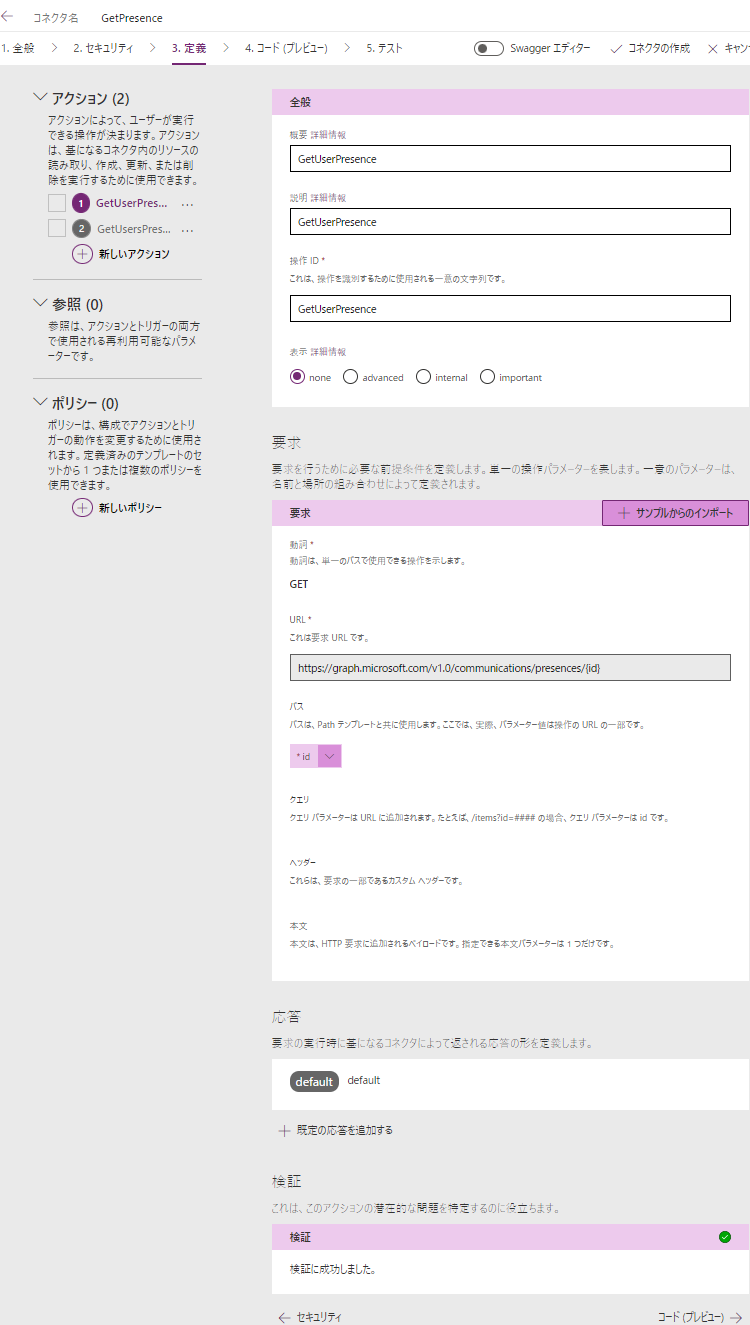 コネクタ名 GetPresence
1. 全般 2. セキュリティ 3. 定義 4. コード (プレビュー) 5. テスト Swagger エディター コネクタの作成 キャン
アクション (2)
アクションによって、ユーザーが実行
できる操作が決まります。アクション
は、基になるコネクタ内のリソースの
読み取り、作成、更新、または削
除を実行するために使用できます。
1 GetUserPres... ...
2 GetUsersPres... ...
新しいアクション
参照 (0)
参照は、アクションとトリガーの両方
で使用される再利用可能なパラメ
ーターです。
ポリシー (0)
ポリシーは、構成でアクションとトリ
ガーの動作を変更するために使用さ
れます。定義済みのテンプレートのセ
ットから 1 つまたは複数のポリシーを
使用できます。
新しいポリシー
全般
概要 詳細情報
GetUserPresence
説明 詳細情報
GetUserPresence
操作 ID *
これは、操作を識別するために使用される一意の文字列です。
GetUserPresence
表示 詳細情報
none advanced internal important
要求
要求を行うために必要な前提条件を定義します。単一の操作パラメーターを表します。一意のパラメーターは、
名前と場所の組み合わせによって定義されます。
要求 サンプルからのインポート
動詞 *
動詞は、単一のパスで使用できる操作を示します。
GET
URL *
これは要求 URL です。
https://graph.microsoft.com/v1.0/communications/presences/{id}
パス
パスは、Path テンプレートと共に使用します。ここでは、実際、パラメーター値は操作の URL の一部です。
* id
クエリ
クエリ パラメーターは URL に追加されます。たとえば、/items?id=#### の場合、クエリ パラメーターは id です。
ヘッダー
これらは、要求の一部であるカスタム ヘッダーです。
本文
本文は、HTTP 要求に追加されるペイロードです。指定できる本文パラメーターは 1 つだけです。
応答
要求の実行時に基になるコネクタによって返される応答の形を定義します。
default default
既定の応答を追加する
検証
これは、このアクションの潜在的な問題を特定するのに役立ちます。
検証
検証に成功しました。
セキュリティ コード (プレビュー)